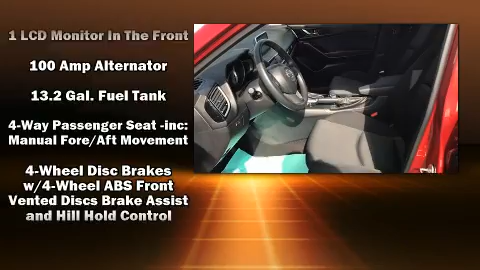 1 LCD Monitor In The Front
100 Amp Alternator
13.2 Gal. Fuel Tank
4-Way Passenger Seat -inc:
Manual Fore/Aft Movement
4-Wheel Disc Brakes
w/4-Wheel ABS Front
Vented Discs Brake Assist
and Hill Hold Control